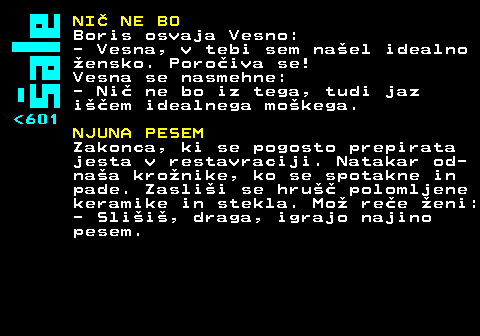 šale
<601
NIČ NE BO
Boris osvaja Vesno:
- Vesna, v tebi sem našel idealno
žensko. Poročiva se!
Vesna se nasmehne:
- Nič ne bo iz tega, tudi jaz
iščem idealnega moškega.
NJUNA PESEM
Zakonca, ki se pogosto prepirata
jesta v restavraciji. Natakar od-
naša krožnike, ko se spotakne in
pade. Zasliši se hrušč polomljene
keramike in stekla. Mož reče ženi:
- Slišiš, draga, igrajo najino
pesem.